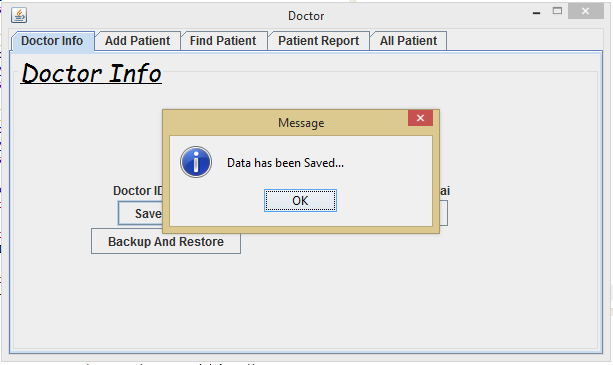 Doctor
Doctor Info Add Patient Find Patient Patient Report All Patient
Doctor Info
Message
Data has been Saved...
OK
Doctor ID
Save
Backup And Restore